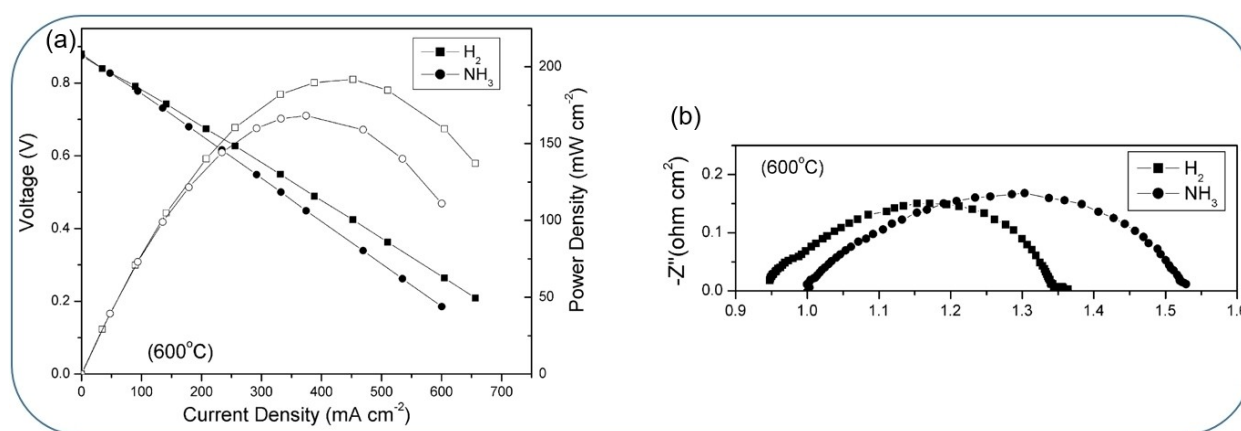 (a)
H₂
NH₃
Voltage (V)
0.8
0.6
0.4
0.2
0.0
200
150
100
50
0
Power Density (mW cm⁻²)
(600°C)
0 100 200 300 400 500 600 700
Current Density (mA cm⁻²)
(b)
(600°C)
H₂
NH₃
-Z"(ohm cm²)
0.2
0.1
0.0
0.9 1.0 1.1 1.2 1.3 1.4 1.5